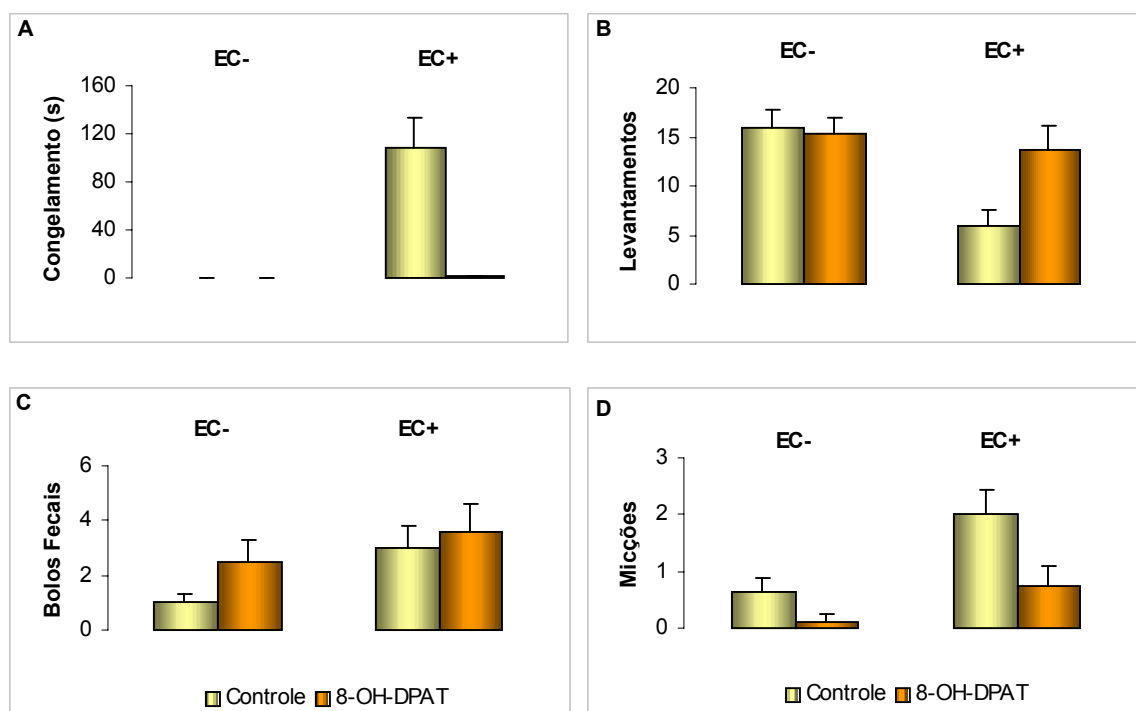 A
EC-
EC+
Congelamento (s)
160
120
80
40
0
B
EC-
EC+
Levantamentos
20
15
10
5
0
C
EC-
EC+
Bolos Fecais
6
4
2
0
D
EC-
EC+
Micções
3
2
1
0
Controle 8-OH-DPAT
Controle 8-OH-DPAT